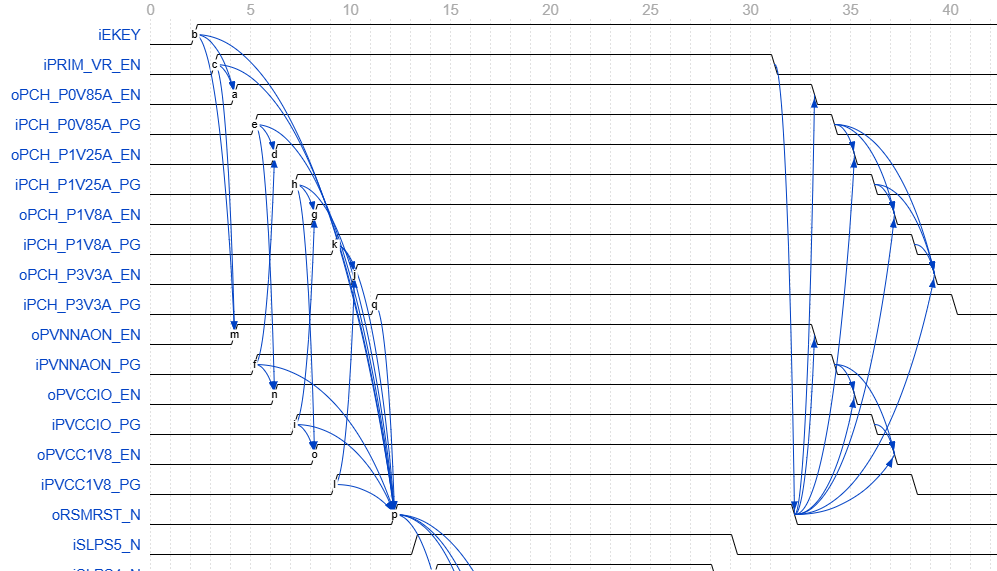 0 5 10 15 20 25 30 35 40
iEKEY b
iPRIM_VR_EN c
oPCH_P0V85A_EN a
iPCH_P0V85A_PG e
oPCH_P1V25A_EN d
iPCH_P1V25A_PG h
oPCH_P1V8A_EN g
iPCH_P1V8A_PG k
oPCH_P3V3A_EN j
iPCH_P3V3A_PG q
oPVNNAON_EN m
iPVNNAON_PG f
oPVCCIO_EN n
iPVCCIO_PG i
oPVCC1V8_EN o
iPVCC1V8_PG l
oRSMRST_N p
iSLPS5_N